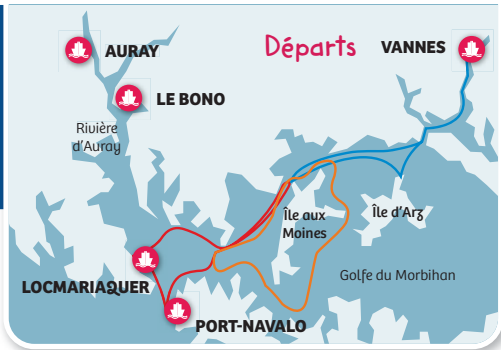 Départs
AURAY
VANNES
LE BONO
Rivière
d'Auray
Île aux
Moines
Île d'Arz
Golfe du Morbihan
LOCMARIAQUER
PORT-NAVALO